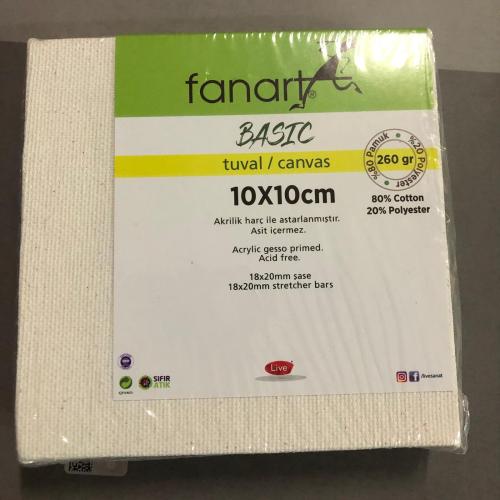 fanart®
BASIC
tuval / canvas
10X10cm
%80 Pamuk
%20 Polyester
260 gr
80% Cotton
20% Polyester
Akrilik harç ile astarlanmıştır.
Asit içermez.
Acrylic gesso primed.
Acid free.
18x20mm şase
18x20mm stretcher bars
SIFIR
ATIK
Live
/livesanat